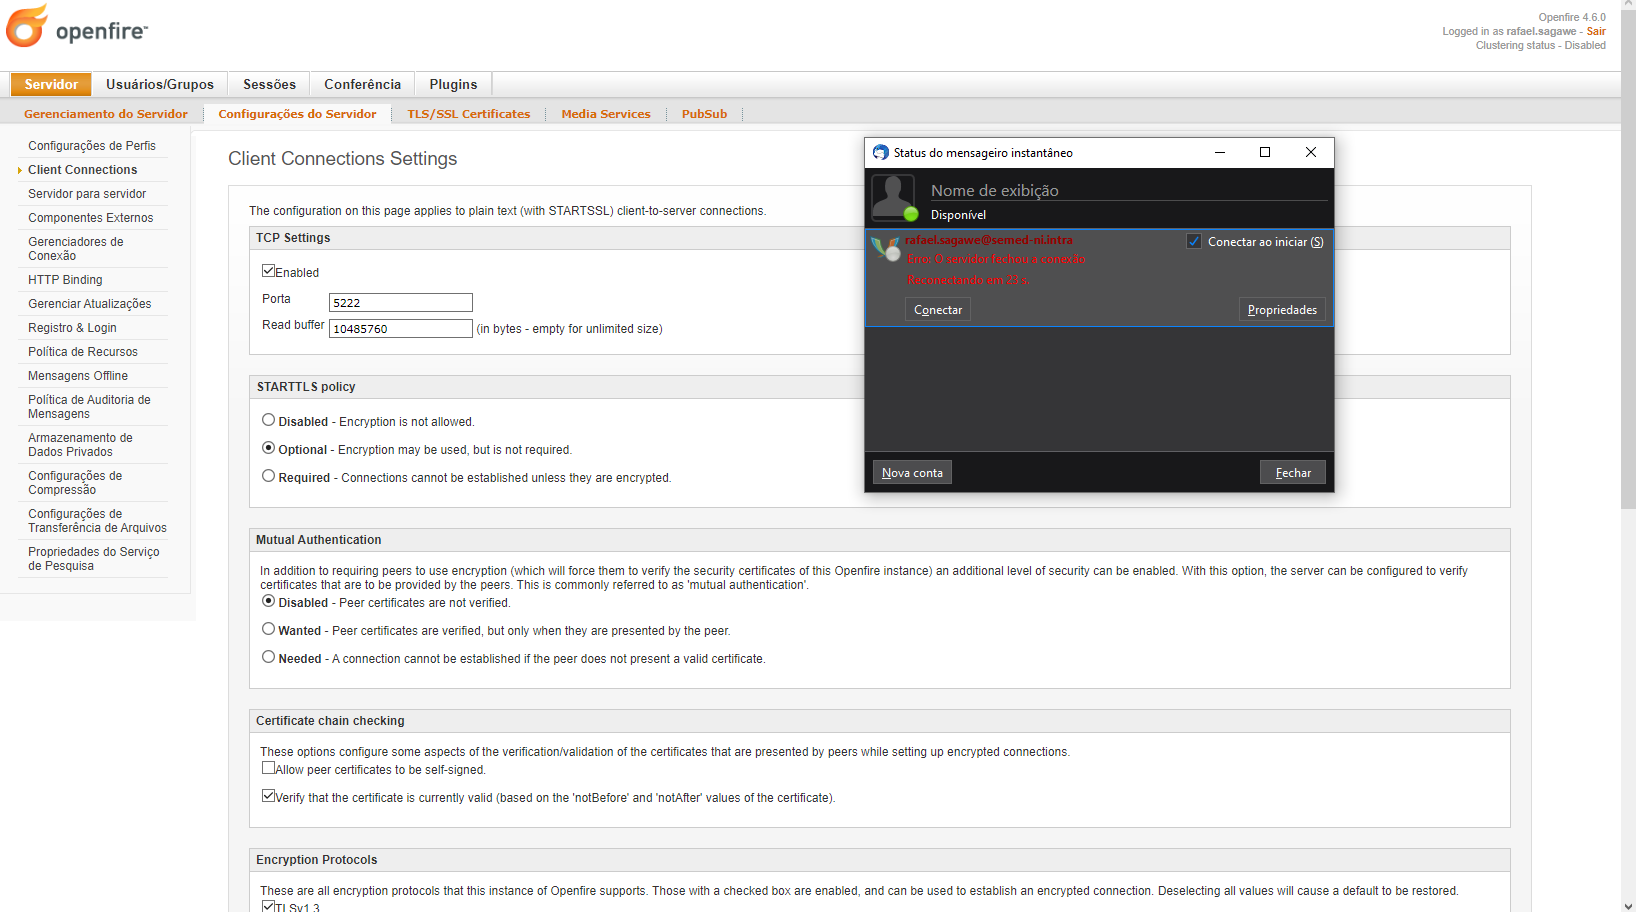 openfire™
Openfire 4.6.0
Logged in as rafael.sagawe - Sair
Clustering status - Disabled
Servidor
Usuários/Grupos
Sessões
Conferência
Plugins
Gerenciamento do Servidor
Configurações do Servidor
TLS/SSL Certificates
Media Services
PubSub
Configurações de Perfis
Client Connections
Servidor para servidor
Componentes Externos
Gerenciadores de
Conexão
HTTP Binding
Gerenciar Atualizações
Registro & Login
Política de Recursos
Mensagens Offline
Política de Auditoria de
Mensagens
Armazenamento de
Dados Privados
Configurações de
Compressão
Configurações de
Transferência de Arquivos
Propriedades do Serviço
de Pesquisa
Client Connections Settings
The configuration on this page applies to plain text (with STARTSSL) client-to-server connections.
TCP Settings
Enabled
Porta 5222
Read buffer 10485760 (in bytes - empty for unlimited size)
STARTTLS policy
Disabled - Encryption is not allowed.
Optional - Encryption may be used, but is not required.
Required - Connections cannot be established unless they are encrypted.
Mutual Authentication
In addition to requiring peers to use encryption (which will force them to verify the security certificates of this Openfire instance) an additional level of security can be enabled. With this option, the server can be configured to verify
certificates that are to be provided by the peers. This is commonly referred to as 'mutual authentication'.
Disabled - Peer certificates are not verified.
Wanted - Peer certificates are verified, but only when they are presented by the peer.
Needed - A connection cannot be established if the peer does not present a valid certificate.
Certificate chain checking
These options configure some aspects of the verification/validation of the certificates that are presented by peers while setting up encrypted connections.
Allow peer certificates to be self-signed.
Verify that the certificate is currently valid (based on the 'notBefore' and 'notAfter' values of the certificate).
Encryption Protocols
These are all encryption protocols that this instance of Openfire supports. Those with a checked box are enabled, and can be used to establish an encrypted connection. Deselecting all values will cause a default to be restored.
TLSv1.3
Status do mensageiro instantâneo
Nome de exibição
Disponível
rafael.sagawe@semed-ni.intra
Conectar ao iniciar (S)
Erro: O servidor fechou a conexão
Reconectando em 23 s.
Conectar
Propriedades
Nova conta
Fechar